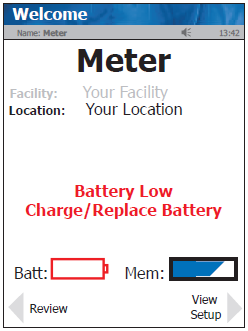 Welcome
Name: Meter 13:42
Meter
Facility: Your Facility
Location: Your Location
Battery Low
Charge/Replace Battery
Batt: Mem:
Review View
Setup